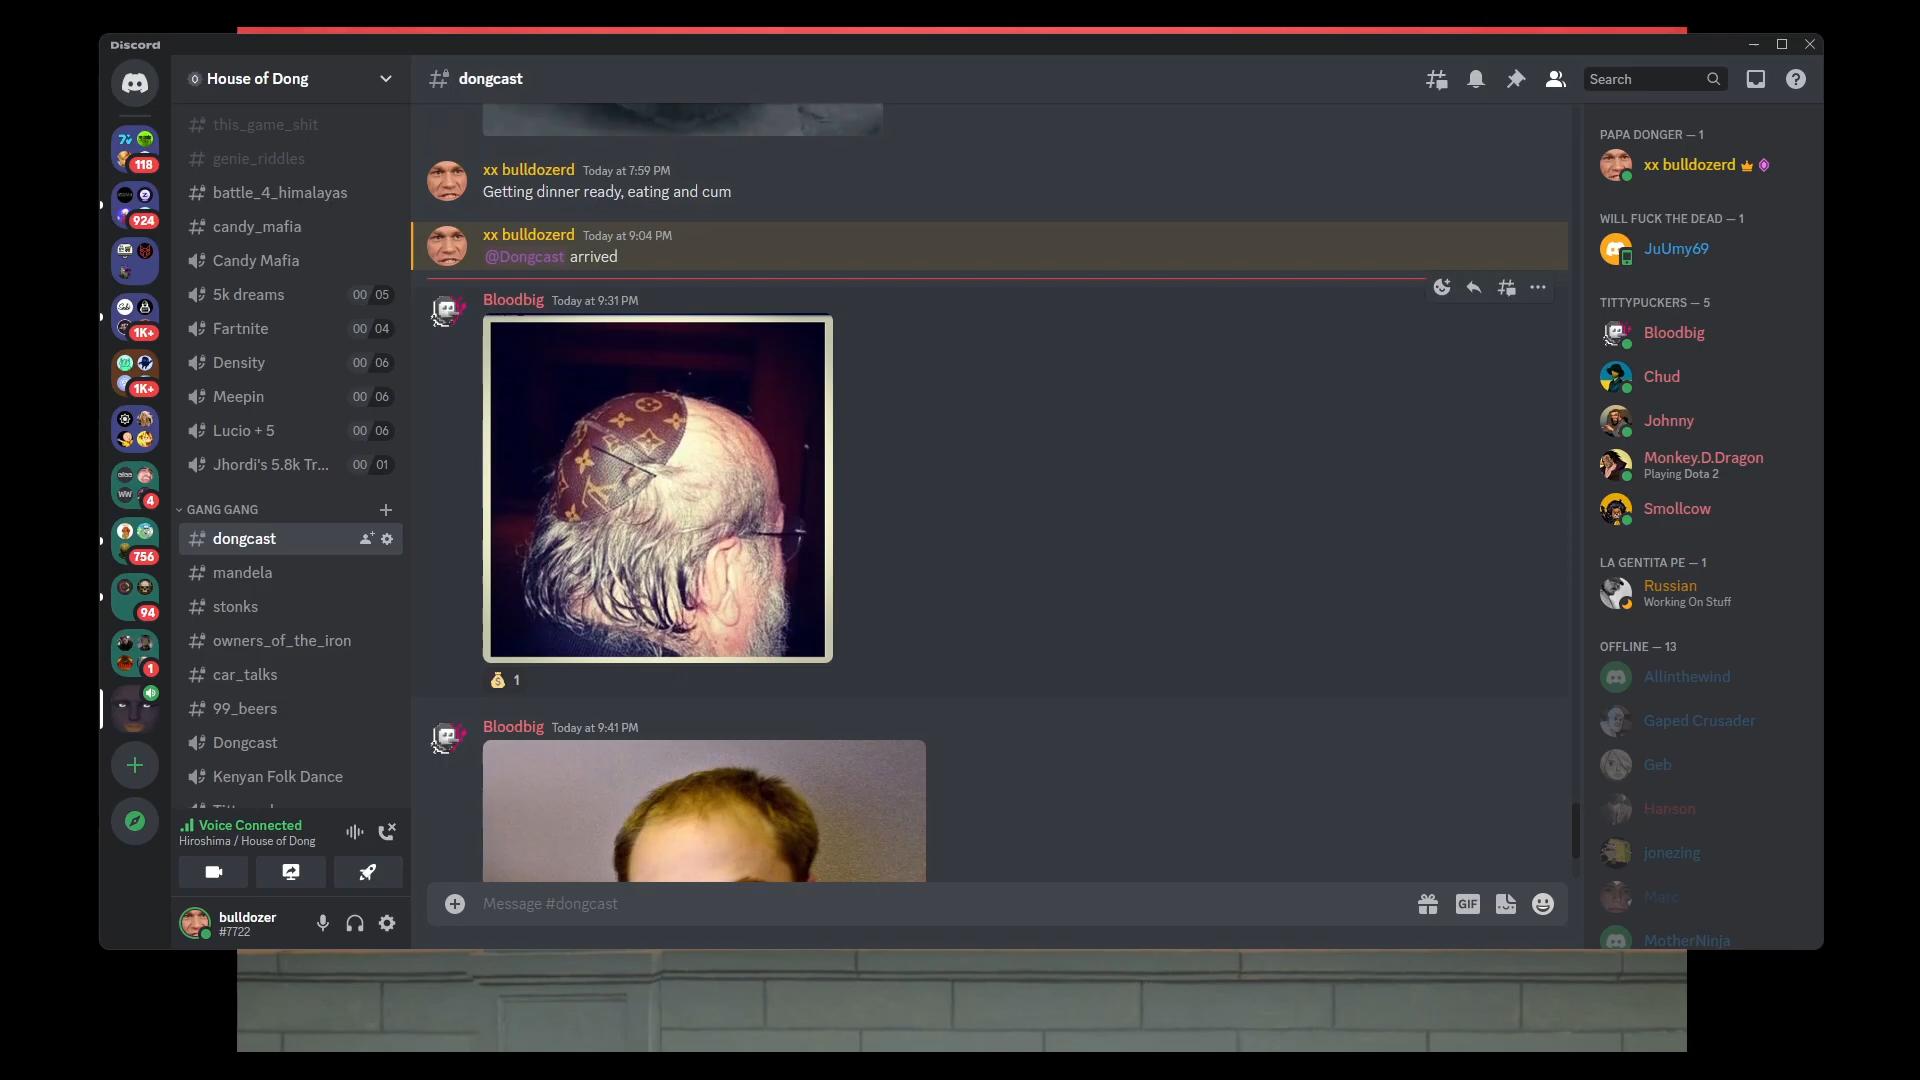 Discord
House of Dong
this_game_shit
genie_riddles
battle_4_himalayas
candy_mafia
Candy Mafia
5k dreams 00 05
Fartnite 00 04
Density 00 06
Meepin 00 06
Lucio + 5 00 06
Jhordi's 5.8k Tr... 00 01
GANG GANG
dongcast
mandela
stonks
owners_of_the_iron
car_talks
99_beers
Dongcast
Kenyan Folk Dance
Voice Connected
Hiroshima / House of Dong
bulldozer
#7722
118
924
1K+
1K+
4
WW
756
94
1
dongcast
Search
xx bulldozerd Today at 7:59 PM
Getting dinner ready, eating and cum
xx bulldozerd Today at 9:04 PM
@Dongcast arrived
Bloodbig Today at 9:31 PM
1
Bloodbig Today at 9:41 PM
Message #dongcast
GIF
PAPA DONGER — 1
xx bulldozerd
WILL FUCK THE DEAD — 1
JuUmy69
TITTYPUCKERS — 5
Bloodbig
Chud
Johnny
Monkey.D.Dragon
Playing Dota 2
Smollcow
LA GENTITA PE — 1
Russian
Working On Stuff
OFFLINE — 13
Allinthewind
Gaped Crusader
Geb
Hanson
jonezing
Marc
MotherNinja